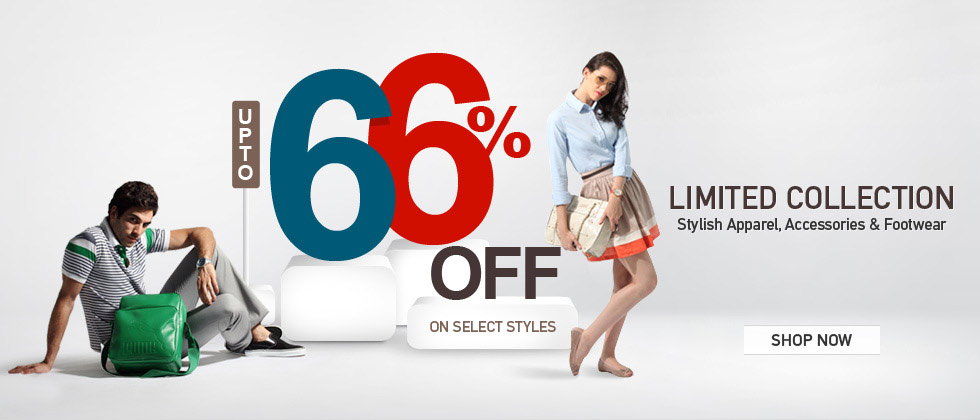 UPTO
66%
OFF
ON SELECT STYLES
LIMITED COLLECTION
Stylish Apparel, Accessories & Footwear
SHOP NOW